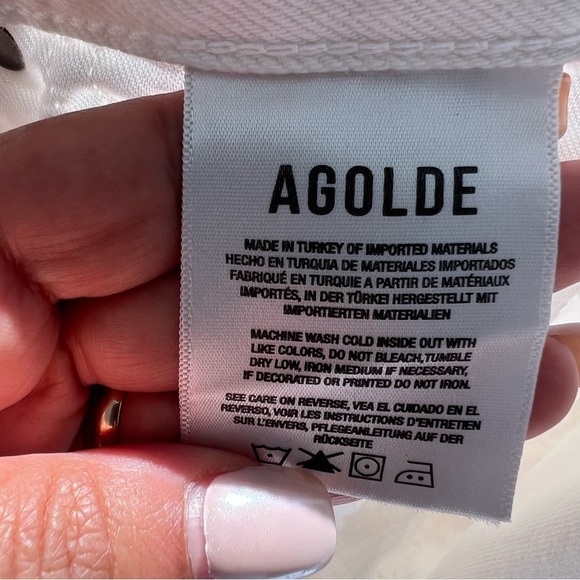 AGOLDE
MADE IN TURKEY OF IMPORTED MATERIALS
HECHO EN TURQUIA DE MATERIALES IMPORTADOS
FABRIQUÉ EN TURQUIE A PARTIR DE MATÉRIAUX
IMPORTÉS, IN DER TÜRKEI HERGESTELLT MIT
IMPORTIERTEN MATERIALIEN
MACHINE WASH COLD INSIDE OUT WITH
LIKE COLORS, DO NOT BLEACH,TUMBLE
DRY LOW, IRON MEDIUM IF NECESSARY,
IF DECORATED OR PRINTED DO NOT IRON.
SEE CARE ON REVERSE, VEA EL CUIDADO EN EL
REVERSO, VOIR LES INSTRUCTIONS D'ENTRETIEN
SUR L'ENVERS, PFLEGEANLEITUNG AUF DER
RÜCKSEITE